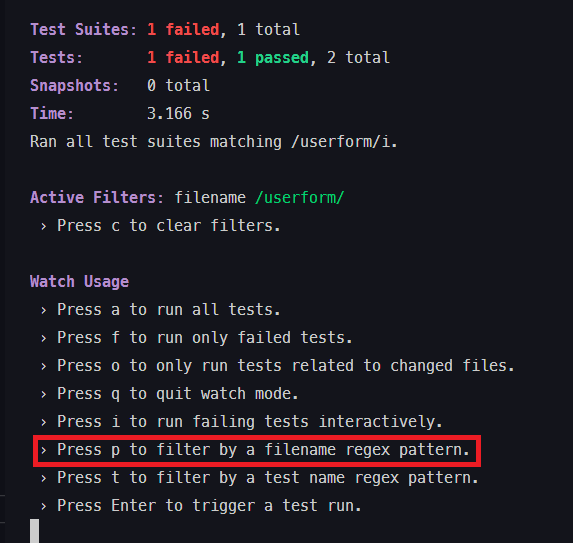 Test Suites: 1 failed, 1 total
Tests: 1 failed, 1 passed, 2 total
Snapshots: 0 total
Time: 3.166 s
Ran all test suites matching /userform/i.
Active Filters: filename /userform/
› Press c to clear filters.
Watch Usage
› Press a to run all tests.
› Press f to run only failed tests.
› Press o to only run tests related to changed files.
› Press q to quit watch mode.
› Press i to run failing tests interactively.
› Press p to filter by a filename regex pattern.
› Press t to filter by a test name regex pattern.
› Press Enter to trigger a test run.